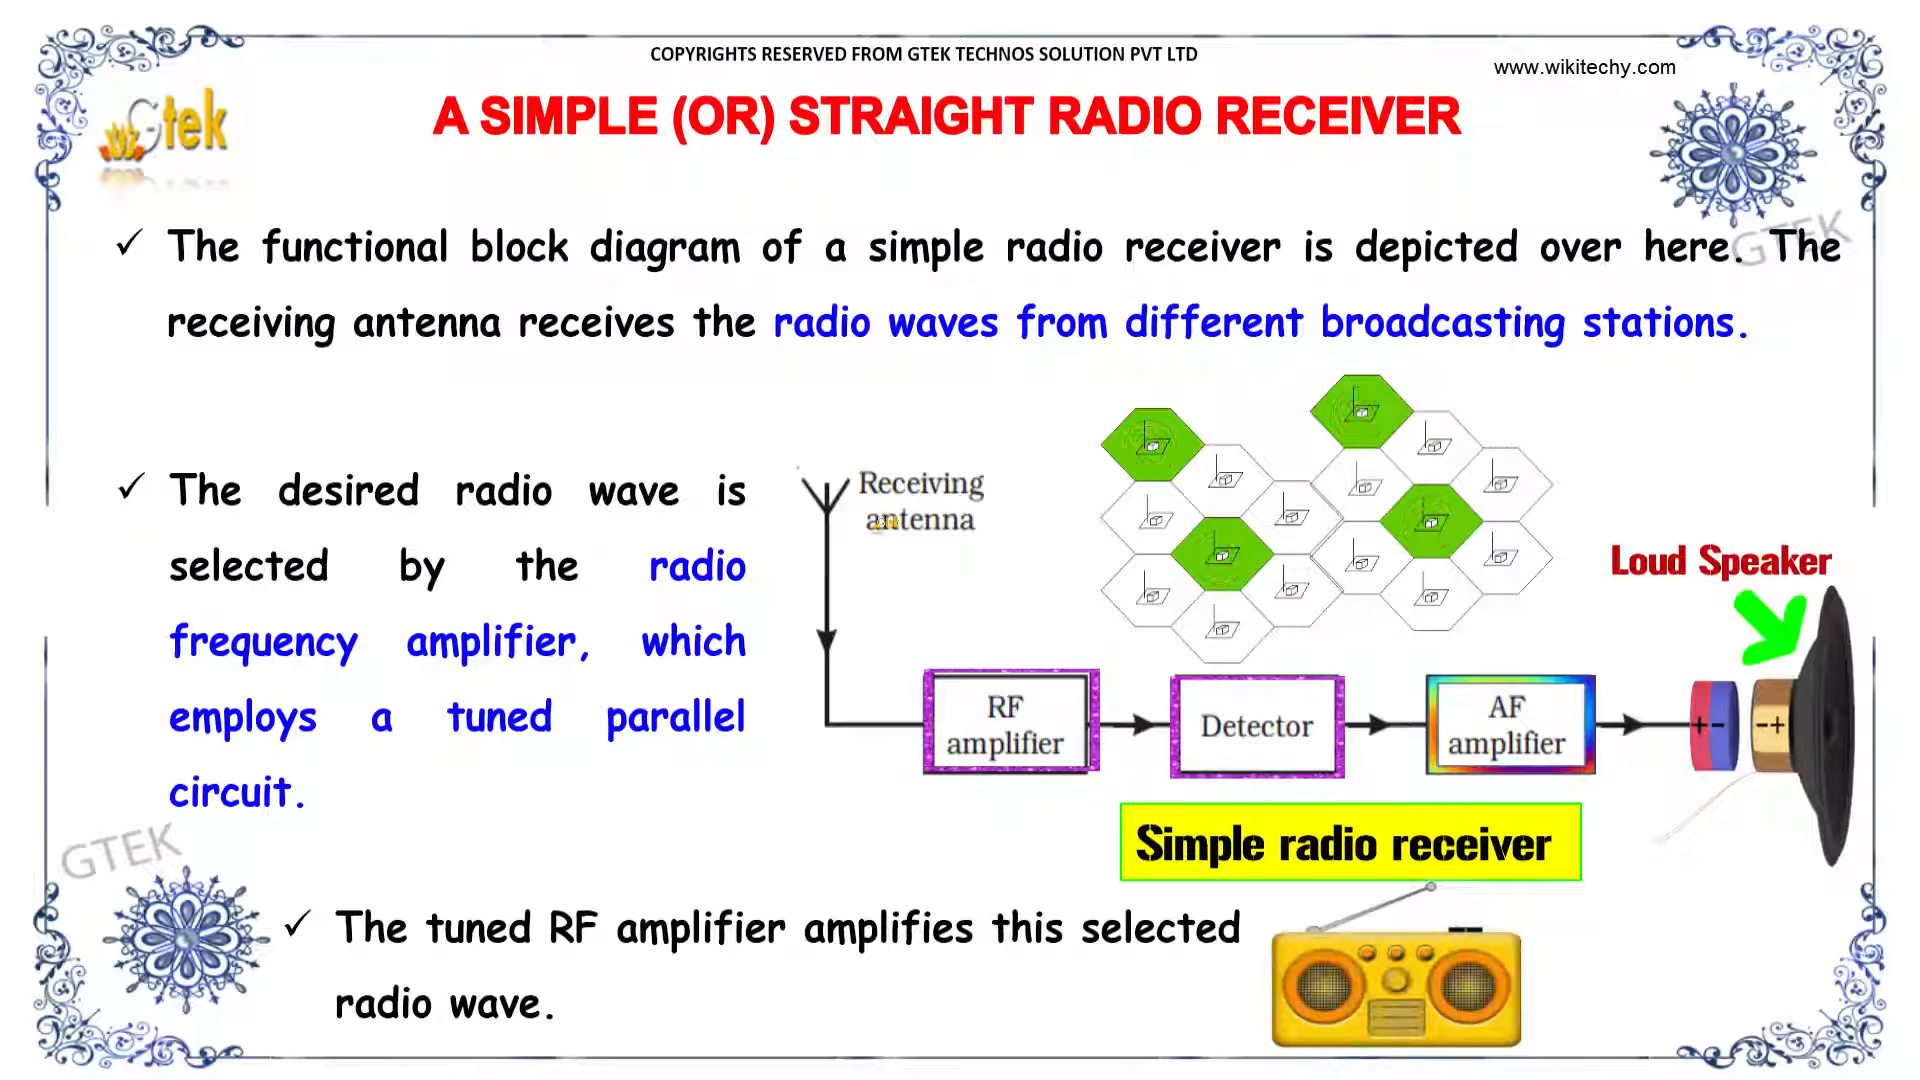 COPYRIGHTS RESERVED FROM GTEK TECHNOS SOLUTION PVT LTD
www.wikitechy.com
Gtek
A SIMPLE (OR) STRAIGHT RADIO RECEIVER
GTEK
✓ The functional block diagram of a simple radio receiver is depicted over here. The
receiving antenna receives the radio waves from different broadcasting stations.
✓ The desired radio wave is
selected by the radio
frequency amplifier, which
employs a tuned parallel
circuit.
Receiving
antenna
Loud Speaker
RF
amplifier
Detector
AF
amplifier
+ -
- +
Simple radio receiver
GTEK
✓ The tuned RF amplifier amplifies this selected
radio wave.